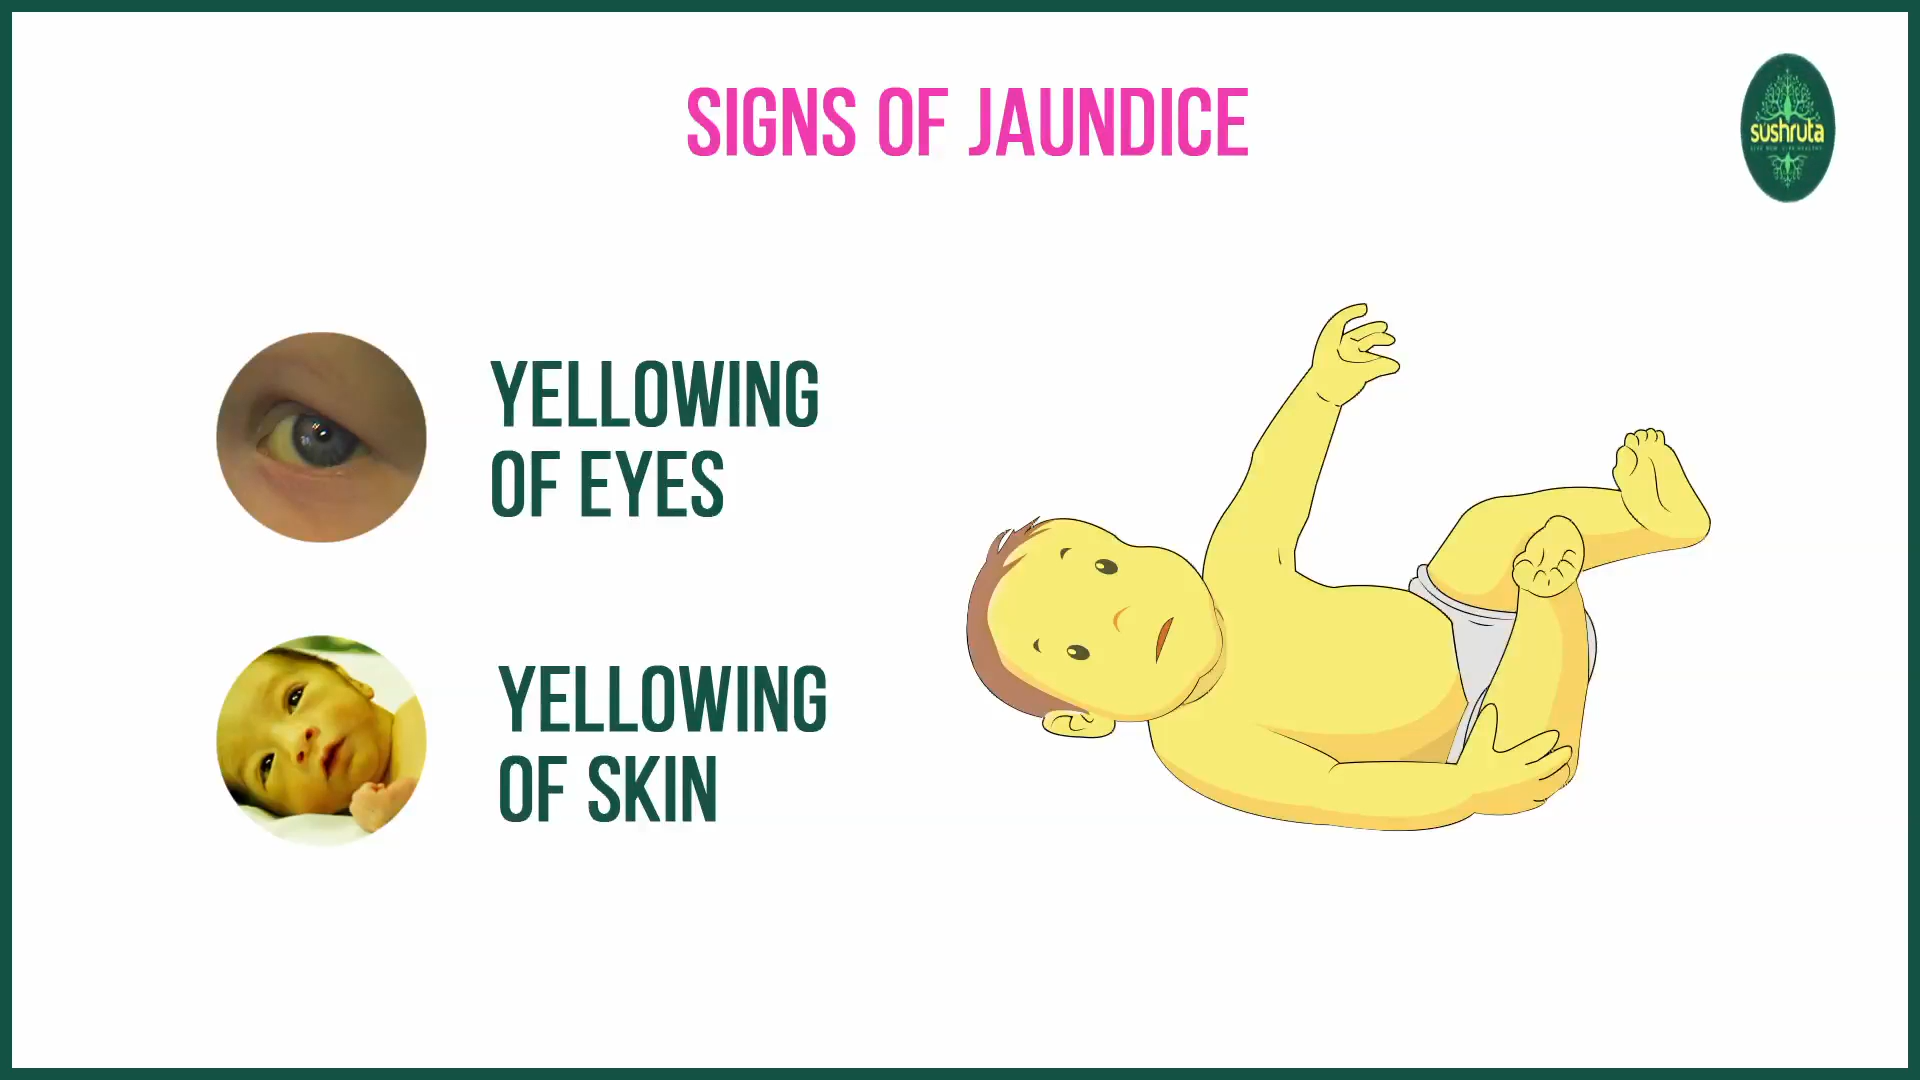 SIGNS OF JAUNDICE
sushruta
YELLOWING
OF EYES
YELLOWING
OF SKIN